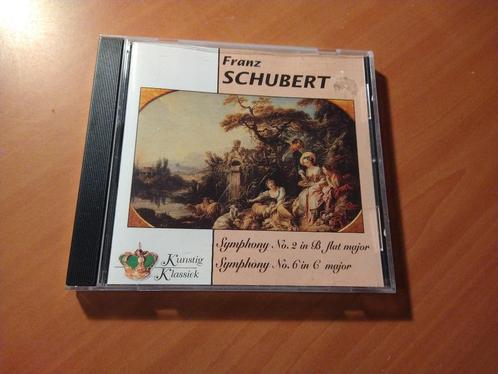 Franz
SCHUBERT
Symphony No. 2 in B flat major
Symphony No. 6 in C major
Kunstig
Klassiek